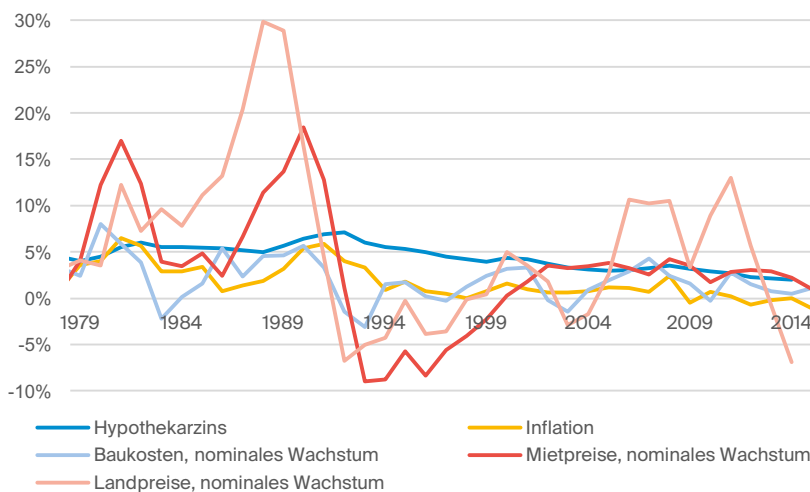 30%
25%
20%
15%
10%
5%
0%
-5%
-10%
1979 1984 1989 1994 1999 2004 2009 2014
Hypothekarzins Inflation
Baukosten, nominales Wachstum Mietpreise, nominales Wachstum
Landpreise, nominales Wachstum